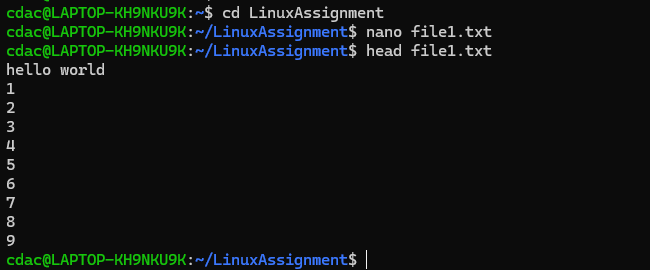 cdac@LAPTOP-KH9NKU9K:~$ cd LinuxAssignment
cdac@LAPTOP-KH9NKU9K:~/LinuxAssignment$ nano file1.txt
cdac@LAPTOP-KH9NKU9K:~/LinuxAssignment$ head file1.txt
hello world
1
2
3
4
5
6
7
8
9
cdac@LAPTOP-KH9NKU9K:~/LinuxAssignment$